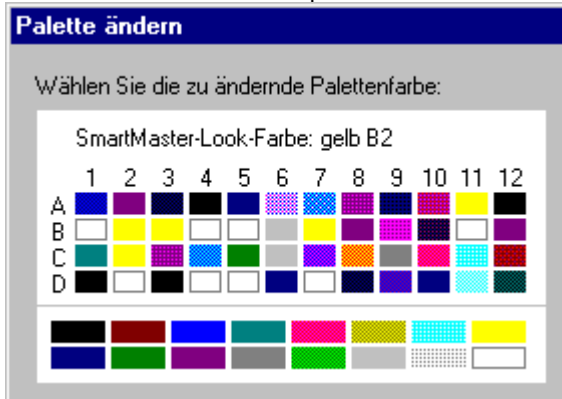 Palette ändern
Wählen Sie die zu ändernde Palettenfarbe:
SmartMaster-Look-Farbe: gelb B2
1 2 3 4 5 6 7 8 9 10 11 12
A
B
C
D